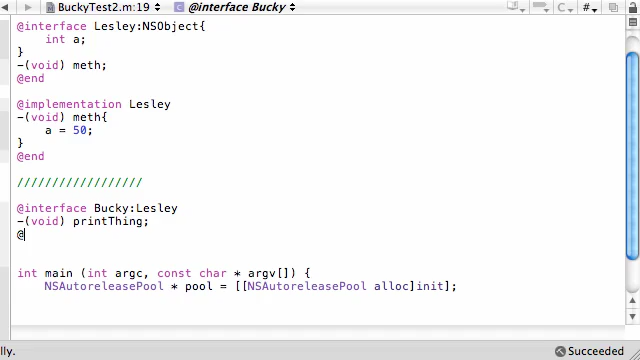 BuckyTest2.m:19 @interface Bucky #
@interface Lesley:NSObject{
int a;
}
-(void) meth;
@end
@implementation Lesley
-(void) meth{
a = 50;
}
@end
//////////////////
@interface Bucky:Lesley
-(void) printThing;
@
int main (int argc, const char * argv[]) {
NSAutoreleasePool * pool = [[NSAutoreleasePool alloc]init];
lly. Succeeded